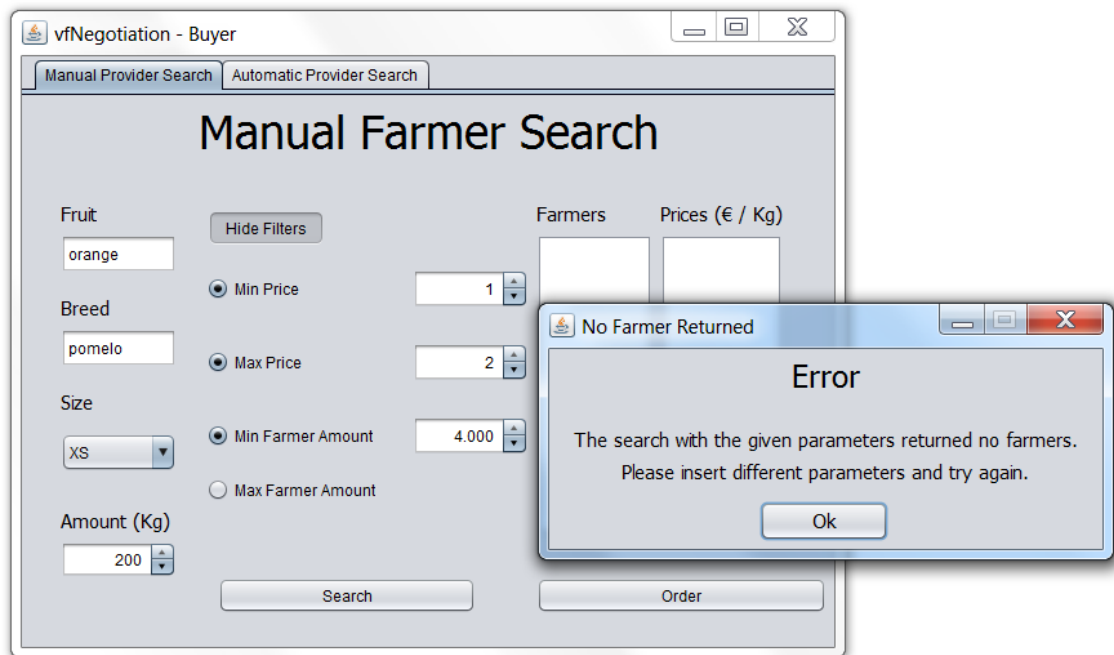 vfNegotiation - Buyer
Manual Provider Search
Automatic Provider Search
Manual Farmer Search
Fruit
orange
Breed
pomelo
Size
XS
Amount (Kg)
200
Hide Filters
Min Price
1
Max Price
2
Min Farmer Amount
4.000
Max Farmer Amount
Search
Farmers
Prices (€ / Kg)
Order
No Farmer Returned
Error
The search with the given parameters returned no farmers.
Please insert different parameters and try again.
Ok